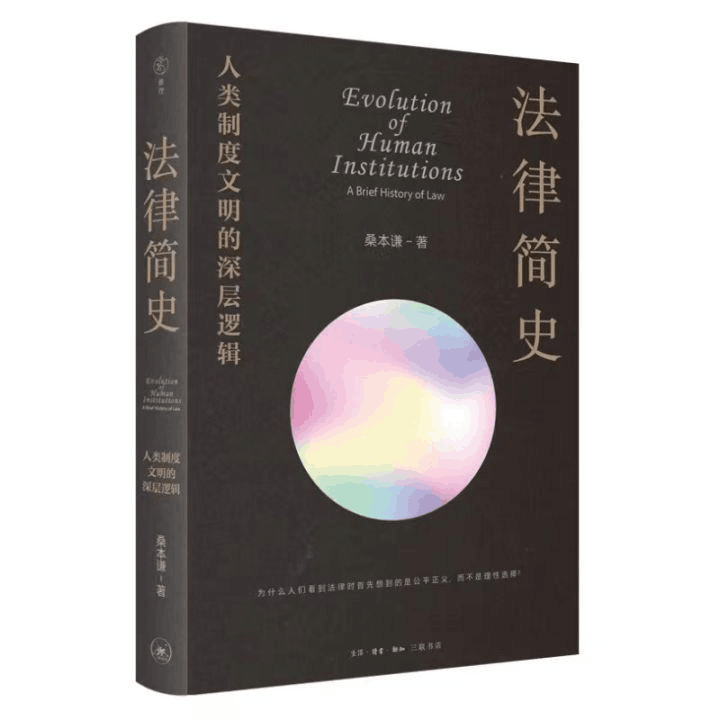 人类制度文明的深层逻辑
Evolution
of
Human
Institutions
A Brief History of Law
桑本谦-著
法律简史
为什么人们看到法律时首先想到的是公平正义,而不是理性选择?
生活·读书·新知 三联书店
法律简史
Evolution
of
Human
Institutions
A Brief History of Law
人类制度
文明的
深层逻辑
桑本谦-著